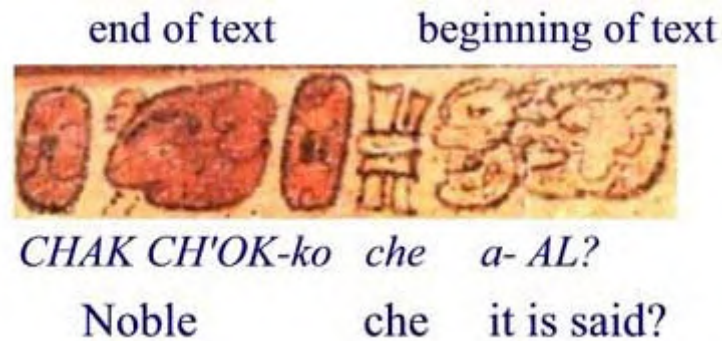 end of text beginning of text
CHAK CH'OK-ko che a- AL?
Noble che it is said?